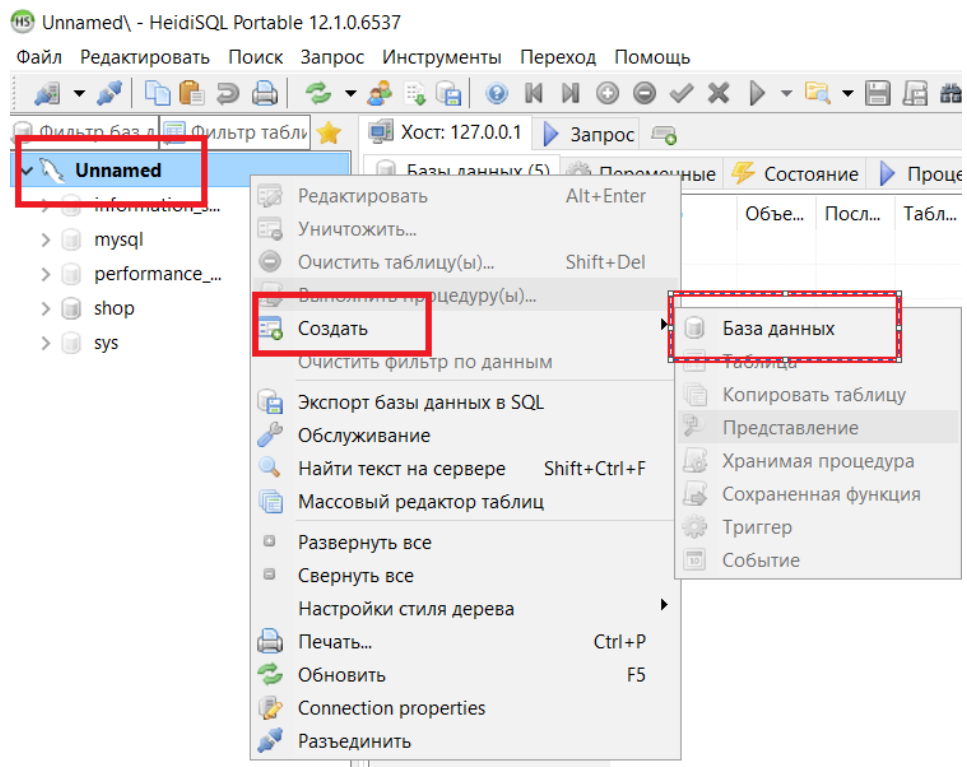 Unnamed\ - HeidiSQL Portable 12.1.0.6537
Файл Редактировать Поиск Запрос Инструменты Переход Помощь
Фильтр баз д Фильтр табли Хост: 127.0.0.1 Запрос
Unnamed Базы данных (5) Переменные Состояние Проце
information_s... Редактировать Alt+Enter Объе... Посл... Табл...
Уничтожить...
mysql
Очистить таблицу(ы)... Shift+Del
performance_...
Выполнить процедуру(ы)...
shop
Создать База данных
sys
Очистить фильтр по данным Таблица
Копировать таблицу
Экспорт базы данных в SQL
Представление
Обслуживание
Хранимая процедура
Найти текст на сервере Shift+Ctrl+F
Сохраненная функция
Массовый редактор таблиц
Триггер
Развернуть все
Событие
Свернуть все
Настройки стиля дерева
Печать... Ctrl+P
Обновить F5
Connection properties
Разъединить